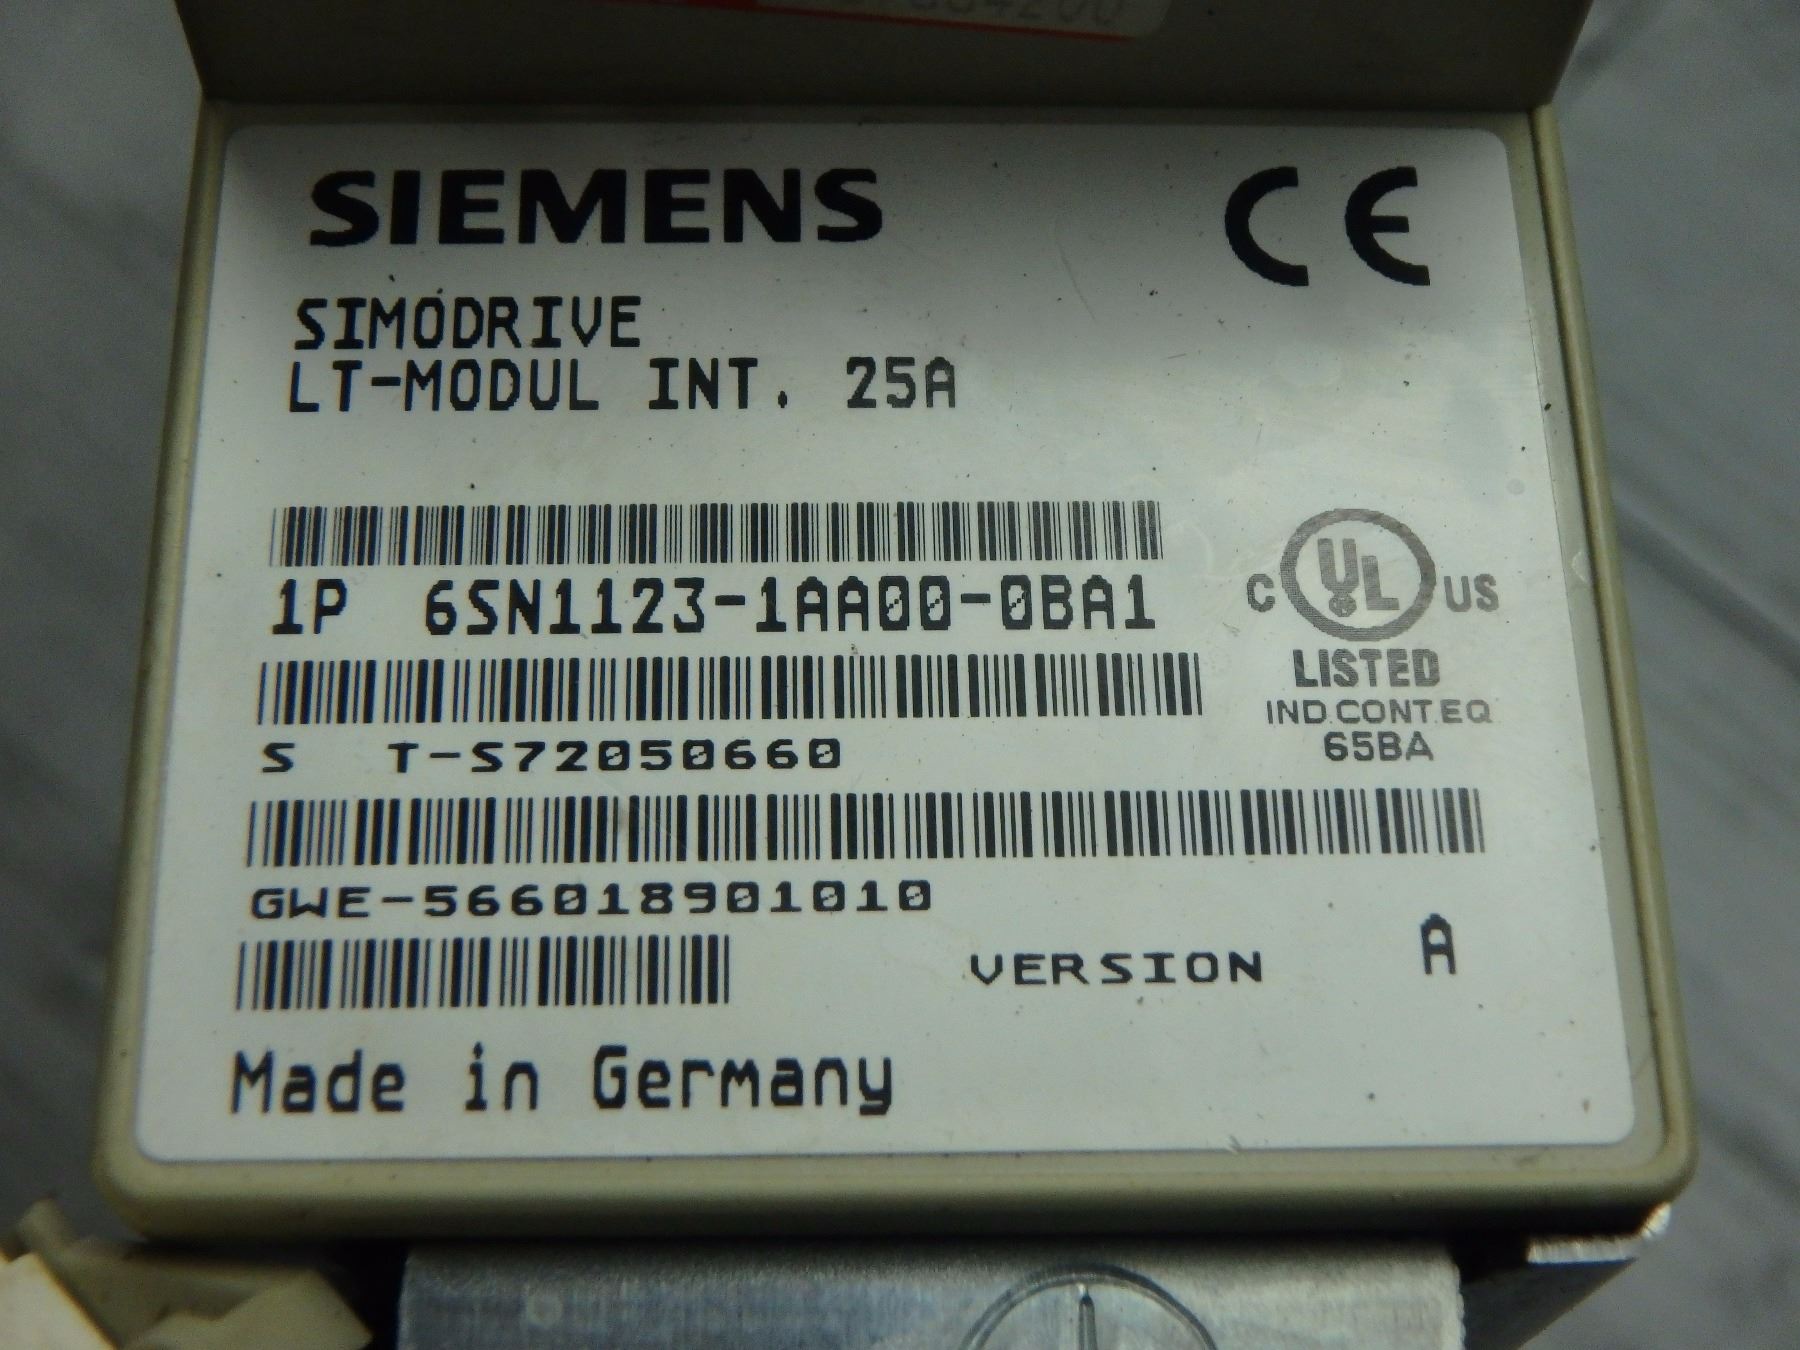 SIEMENS
CE
SIMODRIVE
LT-MODUL INT. 25A
1P 6SN1123-1AA00-0BA1
C UL US
LISTED
IND.CONT.EQ
65BA
S T-S72050660
GWE-566018901010
VERSION A
Made in Germany